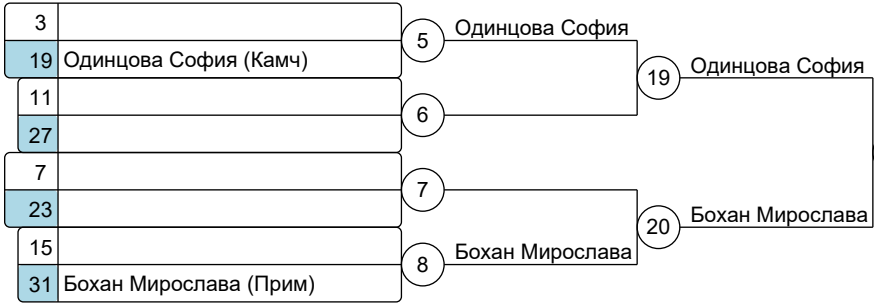 3
19 Одинцова София (Камч)
5
Одинцова София
19
Одинцова София
11
27
6
7
23
7
15
31 Бохан Мирослава (Прим)
8
Бохан Мирослава
20
Бохан Мирослава